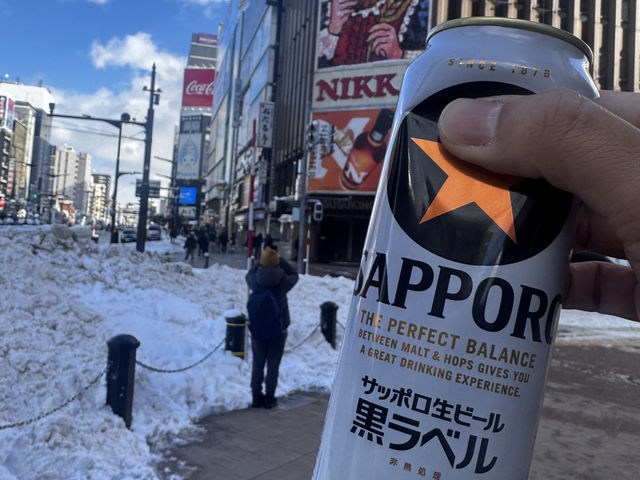 Coca-Cola
NIKK
SINCE 1876
SAPPORO
THE PERFECT BALANCE
BETWEEN MALT & HOPS GIVES YOU
A GREAT DRINKING EXPERIENCE.
サッポロ生ビール
黒ラベル
非熱処理